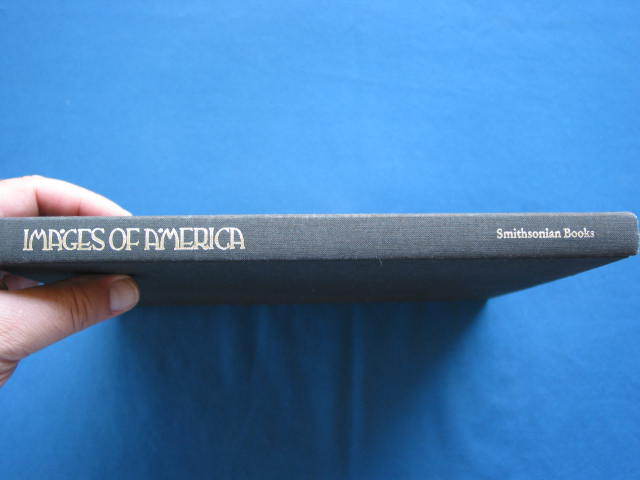 IMAGES OF AMERICA
Smithsonian Books